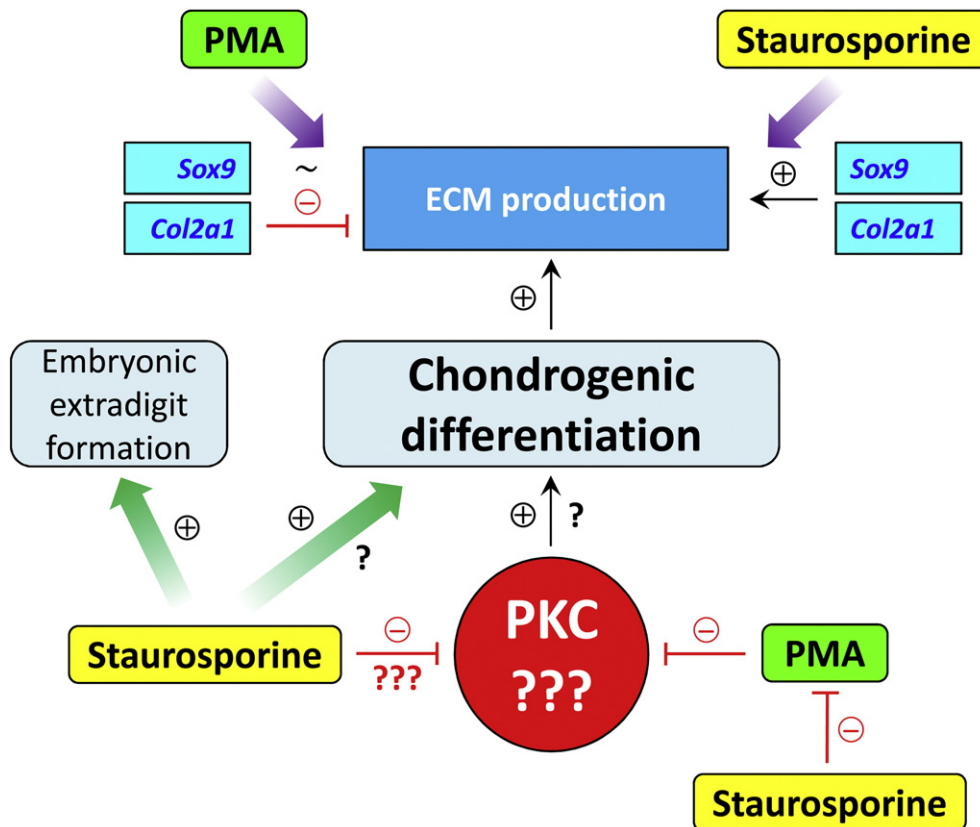 PMA
Staurosporine
Sox9
Col2a1
~
⊖
ECM production
⊕
Sox9
Col2a1
⊕
Embryonic
extradigit
formation
Chondrogenic
differentiation
⊕
⊕
?
⊕
?
Staurosporine
⊖
???
PKC
???
⊖
PMA
⊖
Staurosporine